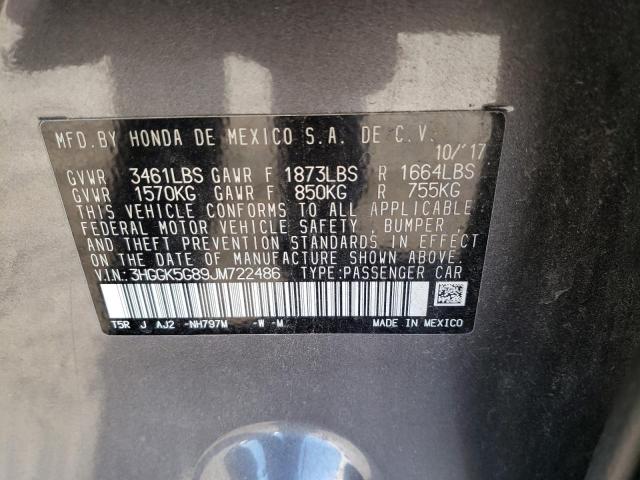 MFD.BY HONDA DE MEXICO S.A. DE C.V.
10/'17
GVWR 3461LBS GAWR F 1873LBS R 1664LBS
GVWR 1570KG GAWR F 850KG R 755KG
THIS VEHICLE CONFORMS TO ALL APPLICABLE
FEDERAL MOTOR VEHICLE SAFETY, BUMPER,
AND THEFT PREVENTION STANDARDS IN EFFECT
ON THE DATE OF MANUFACTURE SHOWN ABOVE.
V.I.N.: 3HGGK5G89JM722486 TYPE:PASSENGER CAR
T5R J AJ2 -NH797M -W -M MADE IN MEXICO